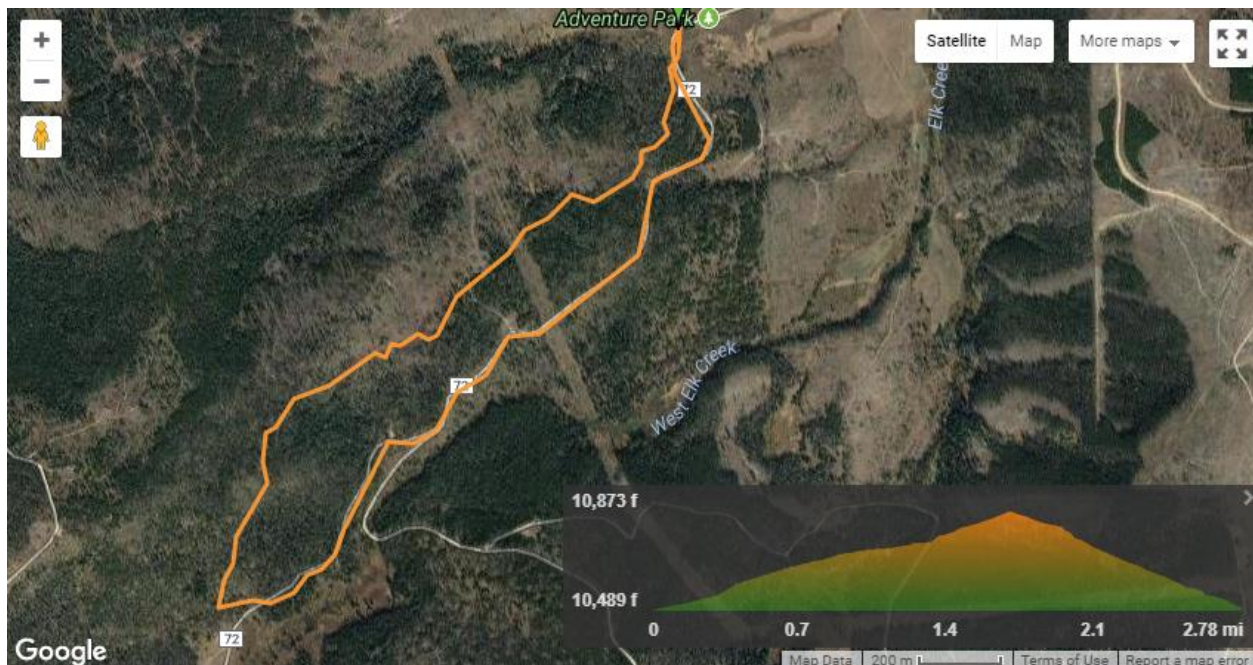 +
−
Adventure Park
Satellite
Map
More maps
72
Elk Creek
West Elk Creek
72
72
10,873 f
10,489 f
0
0.7
1.4
2.1
2.78 mi
Google
Map Data
200 m
Terms of Use
Report a map error